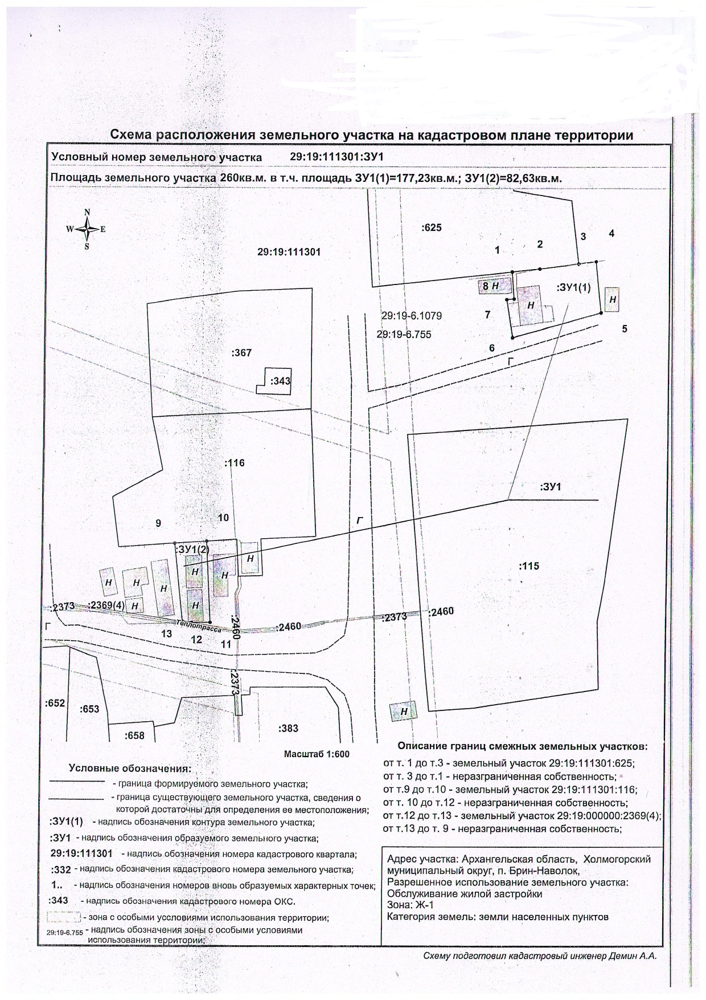 Схема расположения земельного участка на кадастровом плане территории
Условный номер земельного участка 29:19:111301:ЗУ1
Площадь земельного участка 260кв.м. в т.ч. площадь ЗУ1(1)=177,23кв.м.; ЗУ1(2)=82,63кв.м.
N
W E
S
:625
29:19:111301
1
2
3
4
8 Н
:ЗУ1(1)
Н
Н
7
29:19-6.1079
29:19-6.755
5
6
Г
:367
:343
:116
:ЗУ1
9
10
Г
:ЗУ1(2)
Н
Н
Н
Н
Н
Н
Н
Н
:115
:2373
:2369(4)
:2460
:2460
:2373
:2460
Г
Теплотрасса
13
12
11
:2373
:652
:653
:658
:383
Н
Масштаб 1:600
Описание границ смежных земельных участков:
от т. 1 до т.3 - земельный участок 29:19:111301:625;
от т. 3 до т.1 - неразграниченная собственность;
от т.9 до т.10 - земельный участок 29:19:111301:116;
от т. 10 до т.12 - неразграниченная собственность;
от т.12 до т.13 - земельный участок 29:19:000000:2369(4);
от т.13 до т. 9 - неразграниченная собственность;
Условные обозначения:
- граница формируемого земельного участка;
- граница существующего земельного участка, сведения о
которой достаточны для определения ее местоположения;
:ЗУ1(1) - надпись обозначения контура земельного участка;
:ЗУ1 - надпись обозначения образуемого земельного участка;
29:19:111301 - надпись обозначения номера кадастрового квартала;
:332 - надпись обозначения кадастрового номера земельного участка;
1.. - надпись обозначения номеров вновь образуемых характерных точек;
:343 - надпись обозначения кадастрового номера ОКС.
- зона с особыми уссловиями использования территории;
29:19-6.755 - надпись обозначения зоны с особыми условиями
использования территории;
Адрес участка: Архангельская область, Холмогорский
муниципальный округ, п. Брин-Наволок,
Разрешенное использование земельного участка:
Обслуживание жилой застройки
Зона: Ж-1
Категория земель: земли населенных пунктов
Схему подготовил кадастровый инженер Демин А.А.